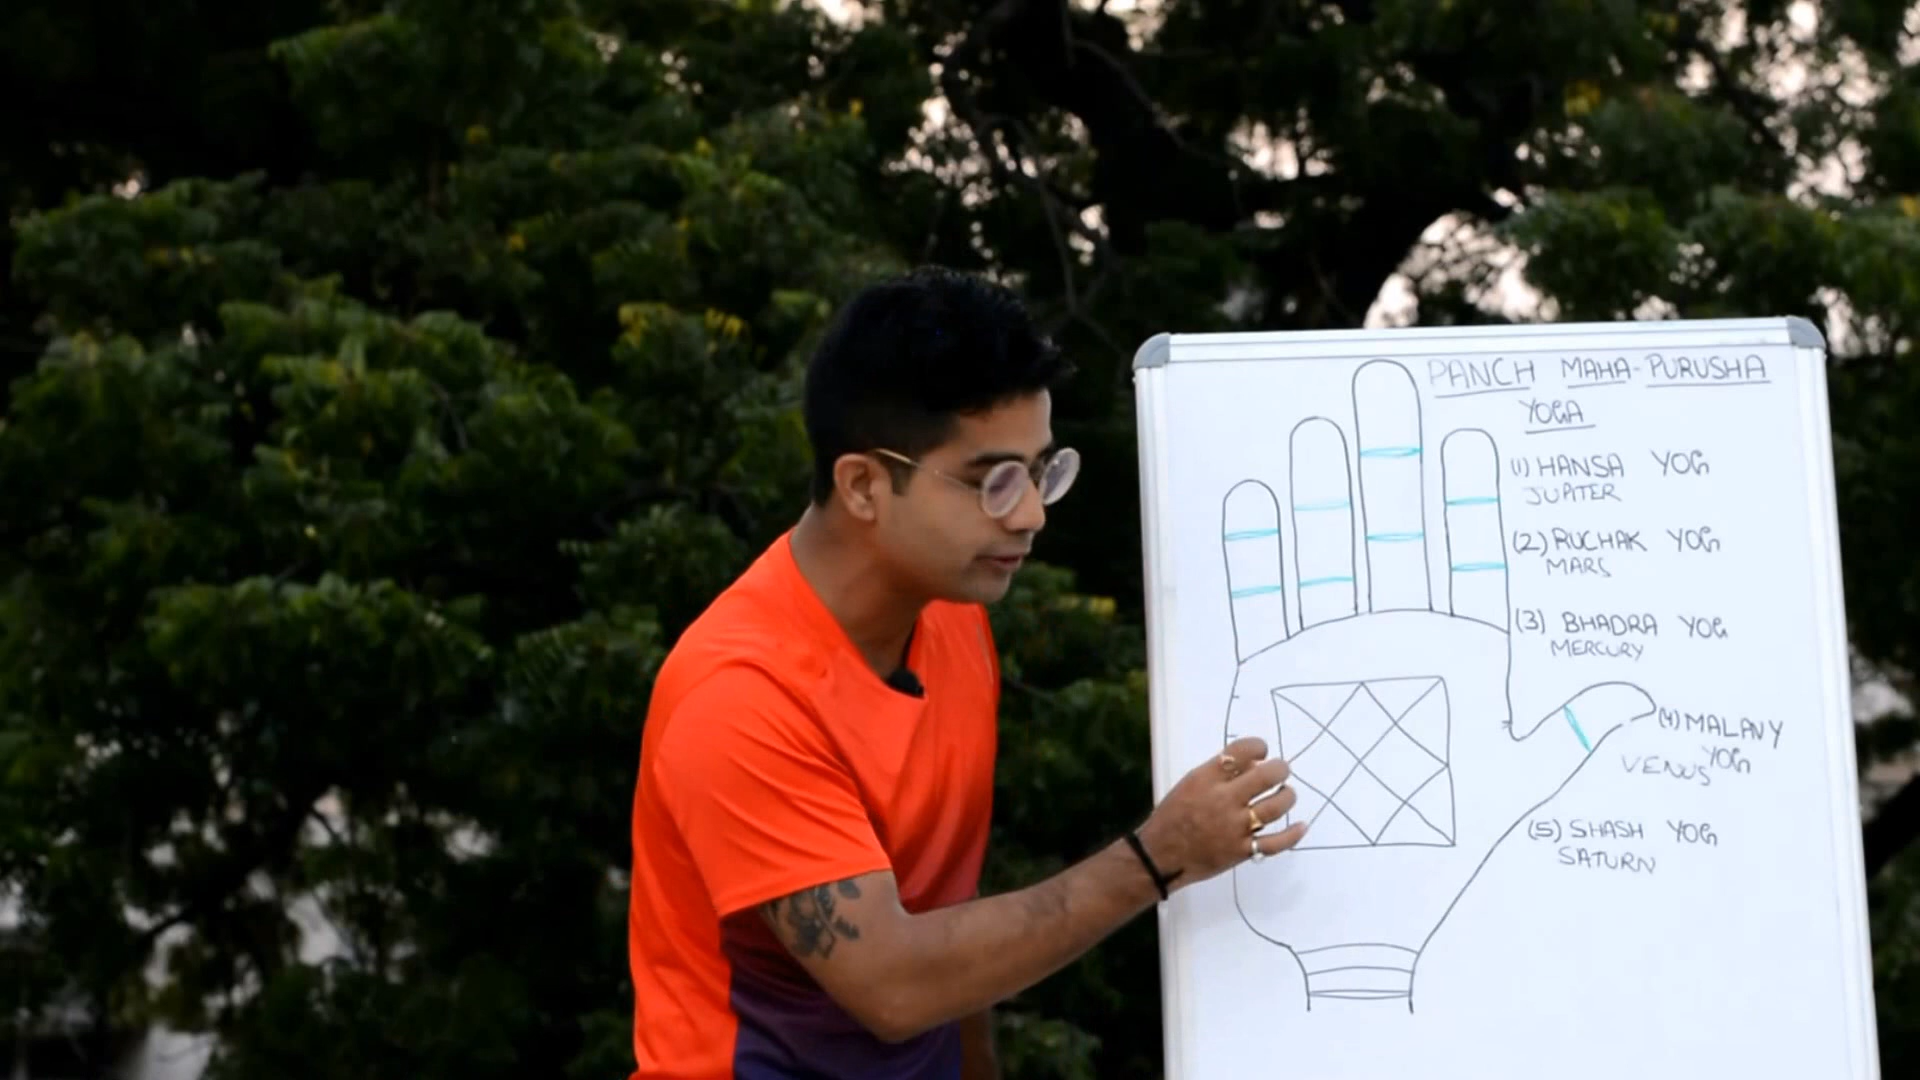 PANCH MAHA-PURUSHA
YOGA
(1) HANSA YOG
JUPITER
(2) RUCHAK YOG
MARS
(3) BHADRA YOG
MERCURY
(4) MALAVY
YOG
VENUS
(5) SHASH YOG
SATURN